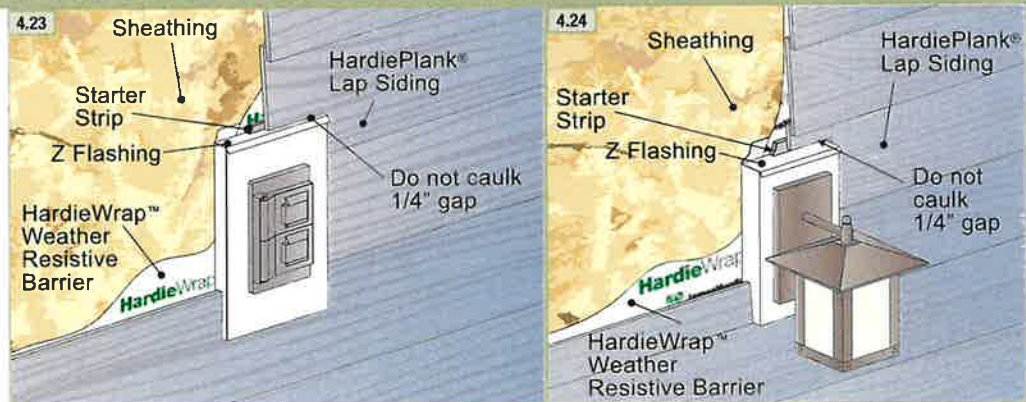 4.23
Sheathing
HardiePlank®
Lap Siding
Starter
Strip
Z Flashing
Do not caulk
1/4" gap
HardieWrap™
Weather
Resistive
Barrier
HardieWrap
4.24
Sheathing
HardiePlank®
Lap Siding
Starter
Strip
Z Flashing
Do not
caulk
1/4" gap
HardieWrap
HardieWrap™
Weather
Resistive Barrier